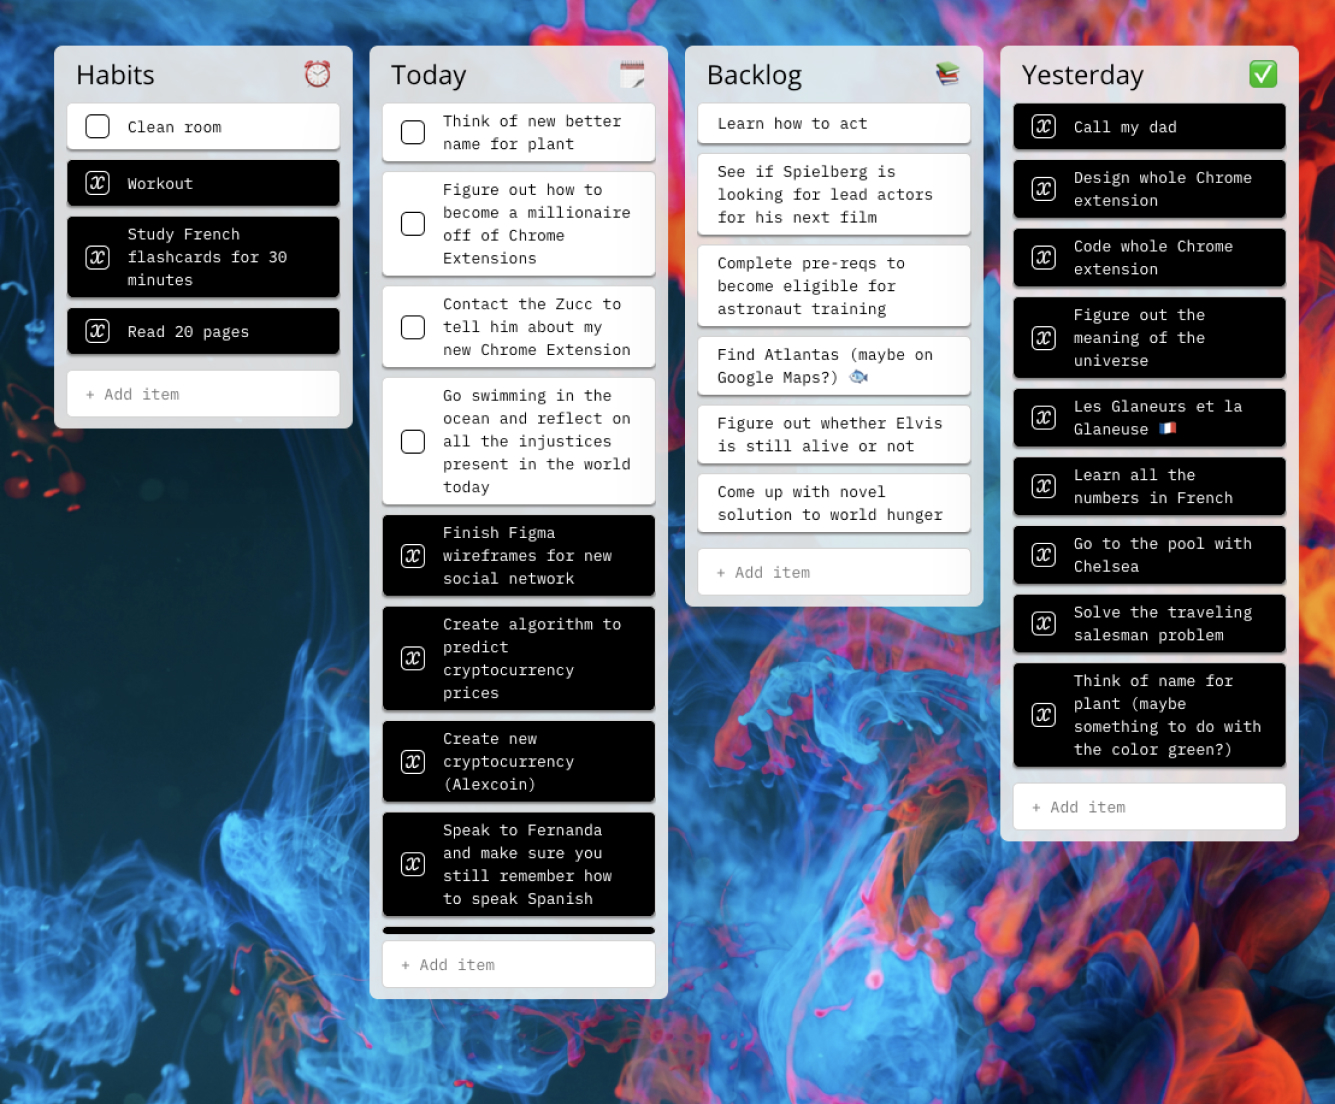 Habits
Clean room
Workout
Study French
flashcards for 30
minutes
Read 20 pages
+ Add item
Today
Think of new better
name for plant
Figure out how to
become a millionaire
off of Chrome
Extensions
Contact the Zucc to
tell him about my
new Chrome Extension
Go swimming in the
ocean and reflect on
all the injustices
present in the world
today
Finish Figma
wireframes for new
social network
Create algorithm to
predict
cryptocurrency
prices
Create new
cryptocurrency
(Alexcoin)
Speak to Fernanda
and make sure you
still remember how
to speak Spanish
+ Add item
Backlog
Learn how to act
See if Spielberg is
looking for lead actors
for his next film
Complete pre-reqs to
become eligible for
astronaut training
Find Atlantas (maybe on
Google Maps?) 🐟
Figure out whether Elvis
is still alive or not
Come up with novel
solution to world hunger
+ Add item
Yesterday
Call my dad
Design whole Chrome
extension
Code whole Chrome
extension
Figure out the
meaning of the
universe
Les Glaneurs et la
Glaneuse 🇫🇷
Learn all the
numbers in French
Go to the pool with
Chelsea
Solve the traveling
salesman problem
Think of name for
plant (maybe
something to do with
the color green?)
+ Add item